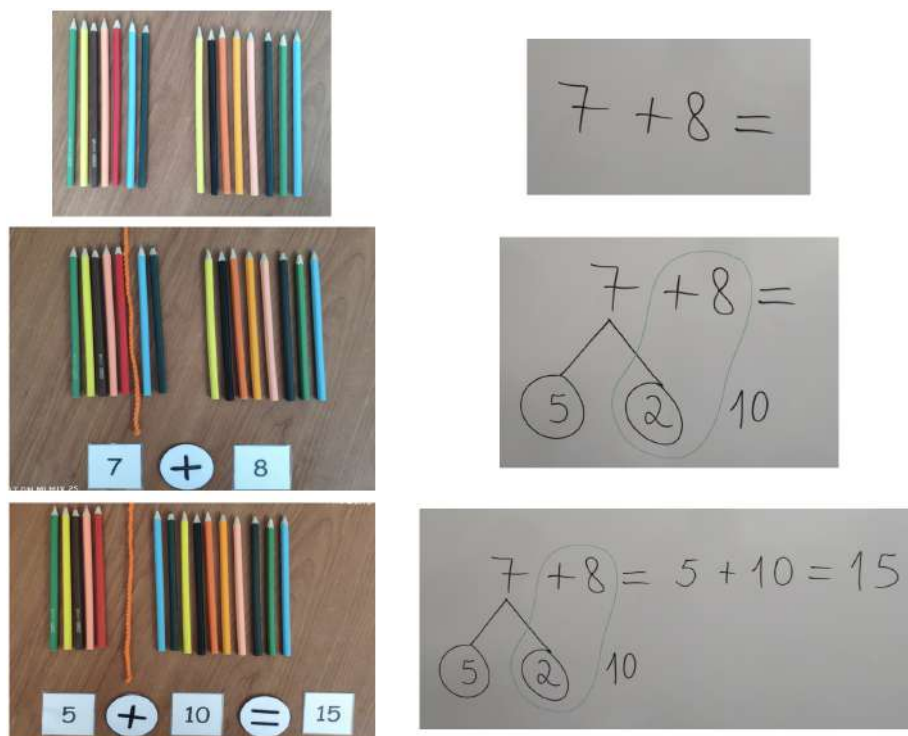 7 + 8 =
7 + 8
7 + 8 =
5 2 10
5 + 10 = 15
7 + 8 = 5 + 10 = 15
5 2 10